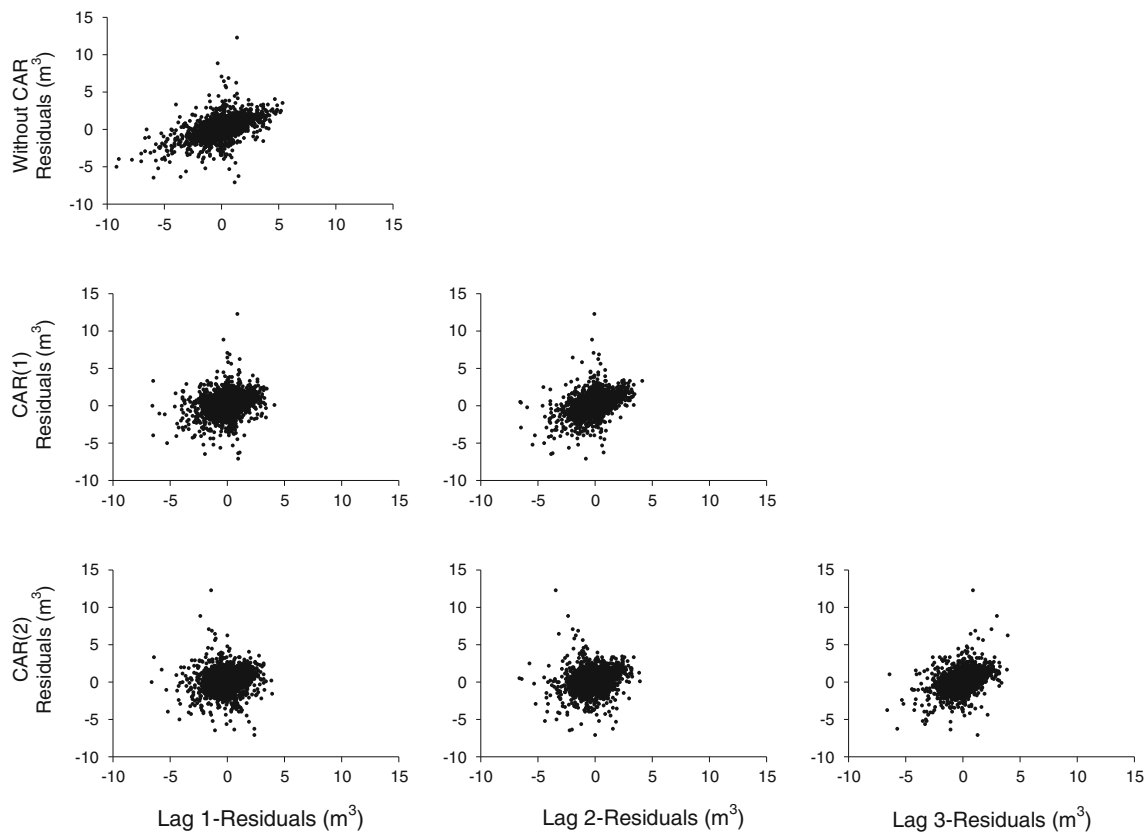 15
10
5
0
-5
-10
-10 -5 0 5 10 15
Without CAR
Residuals (m³)
15
10
5
0
-5
-10
-10 -5 0 5 10 15
CAR(1)
Residuals (m³)
15
10
5
0
-5
-10
-10 -5 0 5 10 15
15
10
5
0
-5
-10
-10 -5 0 5 10 15
CAR(2)
Residuals (m³)
Lag 1-Residuals (m³)
15
10
5
0
-5
-10
-10 -5 0 5 10 15
Lag 2-Residuals (m³)
15
10
5
0
-5
-10
-10 -5 0 5 10 15
Lag 3-Residuals (m³)